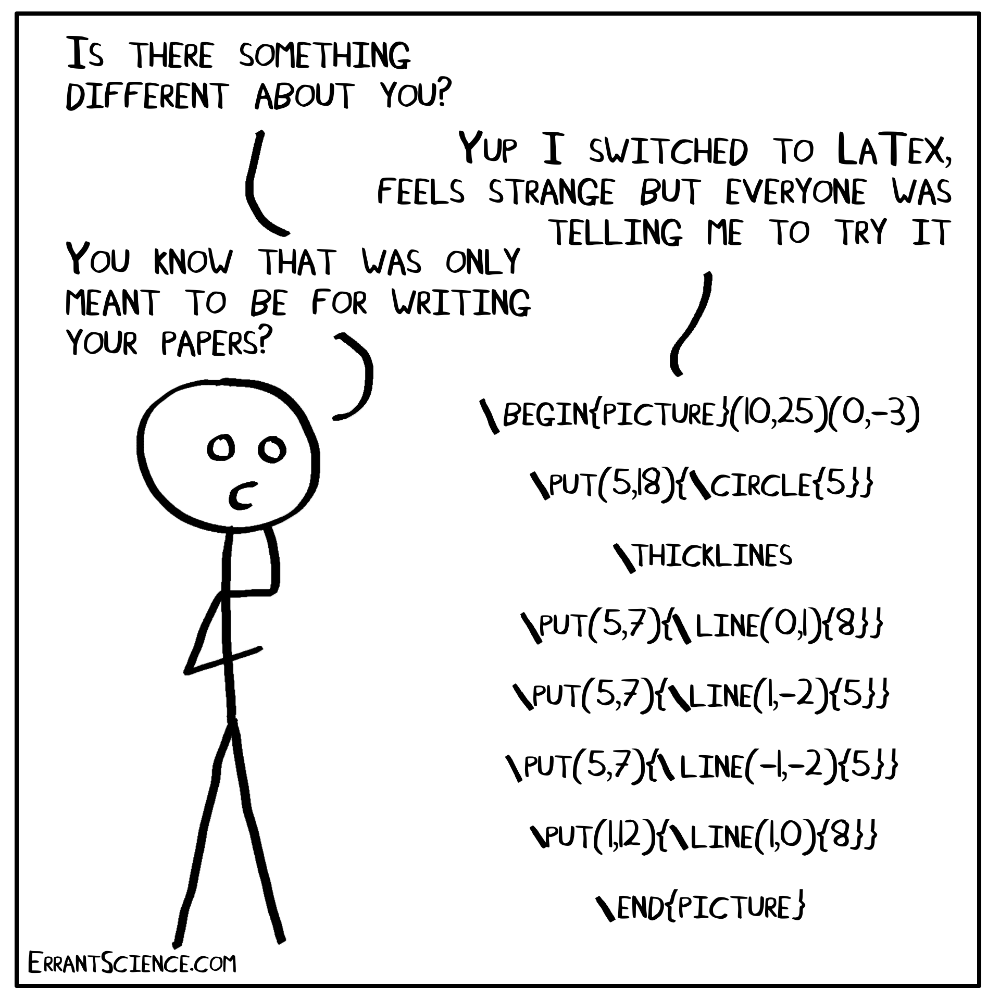 Is there something
different about you?
Yup I switched to LaTex,
feels strange but everyone was
telling me to try it
You know that was only
meant to be for writing
your papers?
\begin{picture}(10,25)(0,-3)
\put(5,18){\circle{5}}
\thicklines
\put(5,7){\line(0,1){8}}
\put(5,7){\line(1,-2){5}}
\put(5,7){\line(-1,-2){5}}
\put(1,12){\line(1,0){8}}
\end{picture}
ErrantScience.com